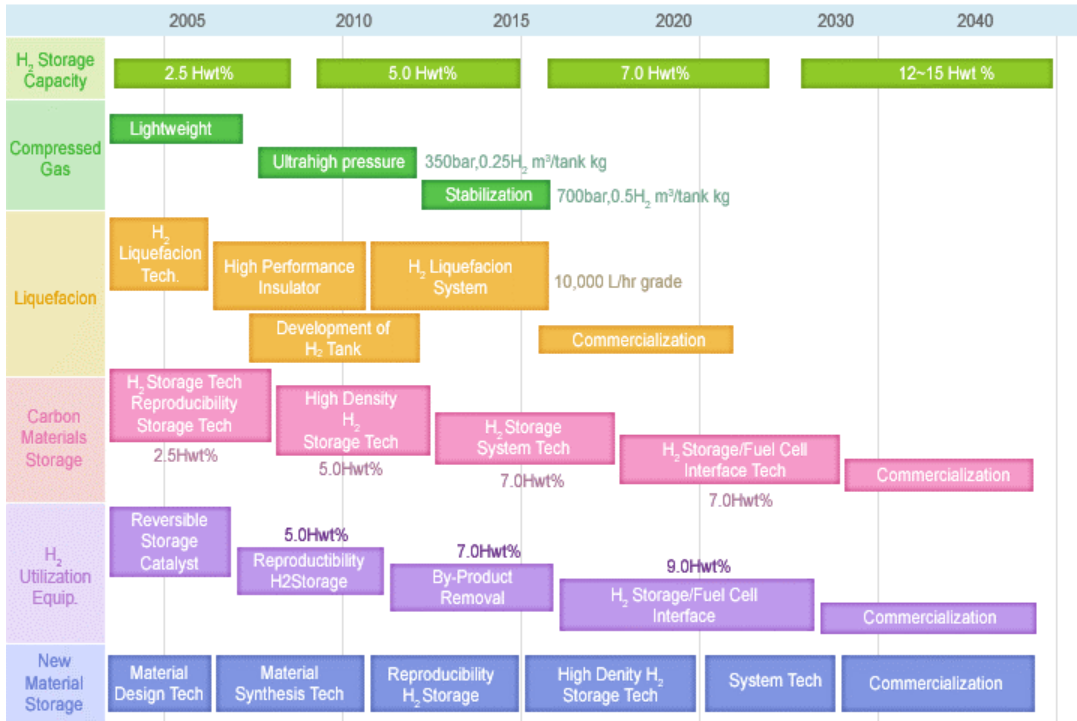 2005 2010 2015 2020 2030 2040
H₂ Storage
Capacity
2.5 Hwt%
5.0 Hwt%
7.0 Hwt%
12~15 Hwt %
Compressed
Gas
Lightweight
Ultrahigh pressure
350bar,0.25H₂ m³/tank kg
Stabilization
700bar,0.5H₂ m³/tank kg
Liquefacion
H₂
Liquefacion
Tech.
High Performance
Insulator
H₂ Liquefacion
System
10,000 L/hr grade
Development of
H₂ Tank
Commercialization
Carbon
Materials
Storage
H₂ Storage Tech
Reproducibility
Storage Tech
2.5Hwt%
High Density
H₂
Storage Tech
5.0Hwt%
H₂ Storage
System Tech
7.0Hwt%
H₂ Storage/Fuel Cell
Interface Tech
7.0Hwt%
Commercialization
H₂
Utilization
Equip.
Reversible
Storage
Catalyst
5.0Hwt%
Reproductibility
H2Storage
7.0Hwt%
By-Product
Removal
9.0Hwt%
H₂ Storage/Fuel Cell
Interface
Commercialization
New
Material
Storage
Material
Design Tech
Material
Synthesis Tech
Reproducibility
H₂Storage
High Denity H₂
Storage Tech
System Tech
Commercialization